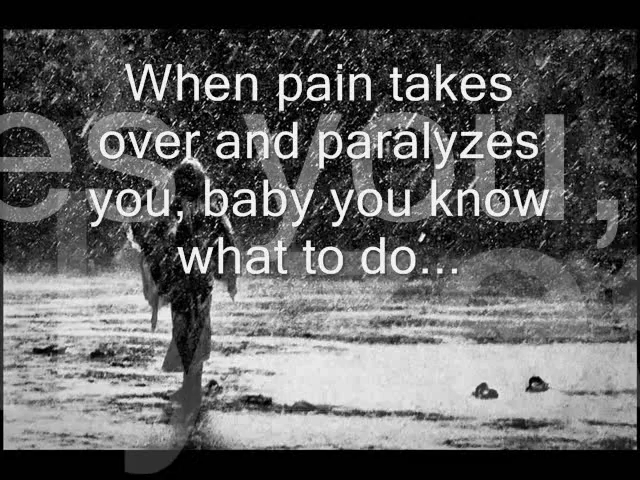 When pain takes
over and paralyzes
you, baby you know
what to do...